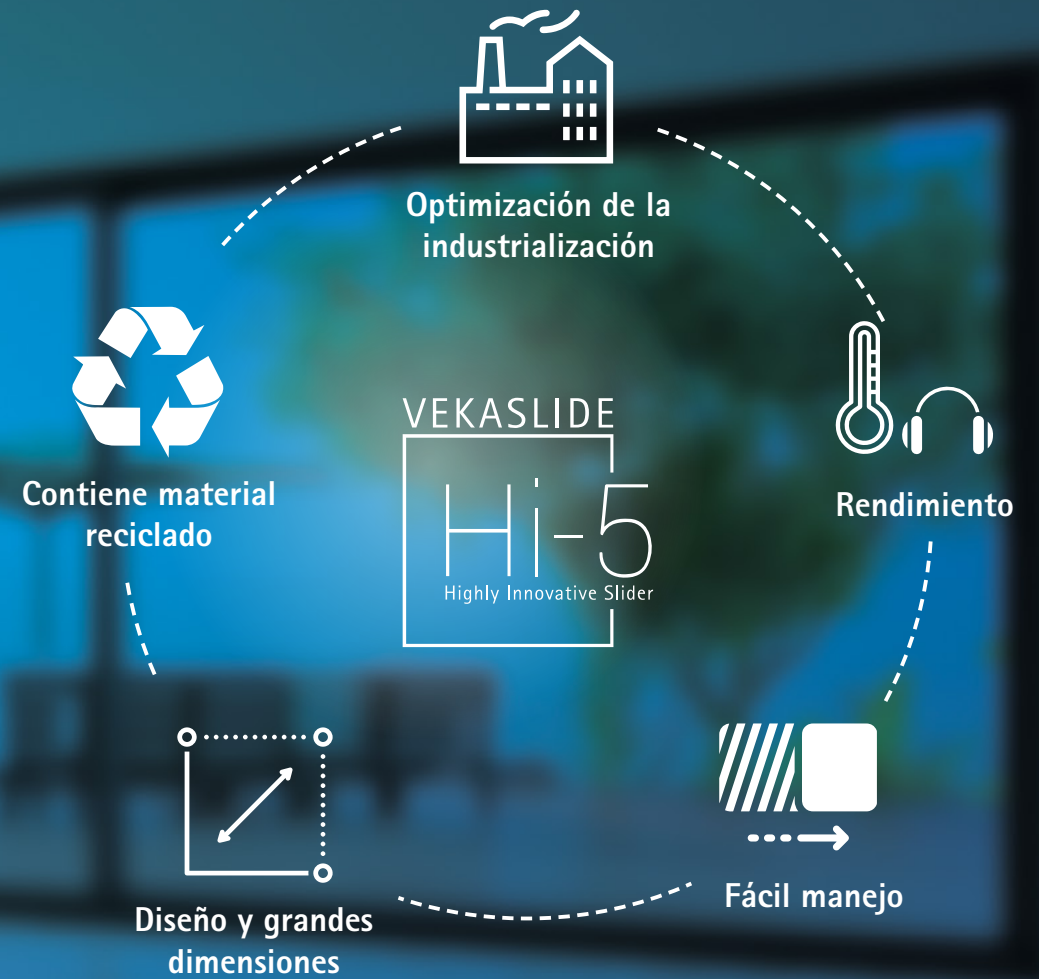 Optimización de la
industrialización
Contiene material
reciclado
VEKASLIDE
Hi-5
Highly Innovative Slider
Rendimiento
Diseño y grandes
dimensiones
Fácil manejo